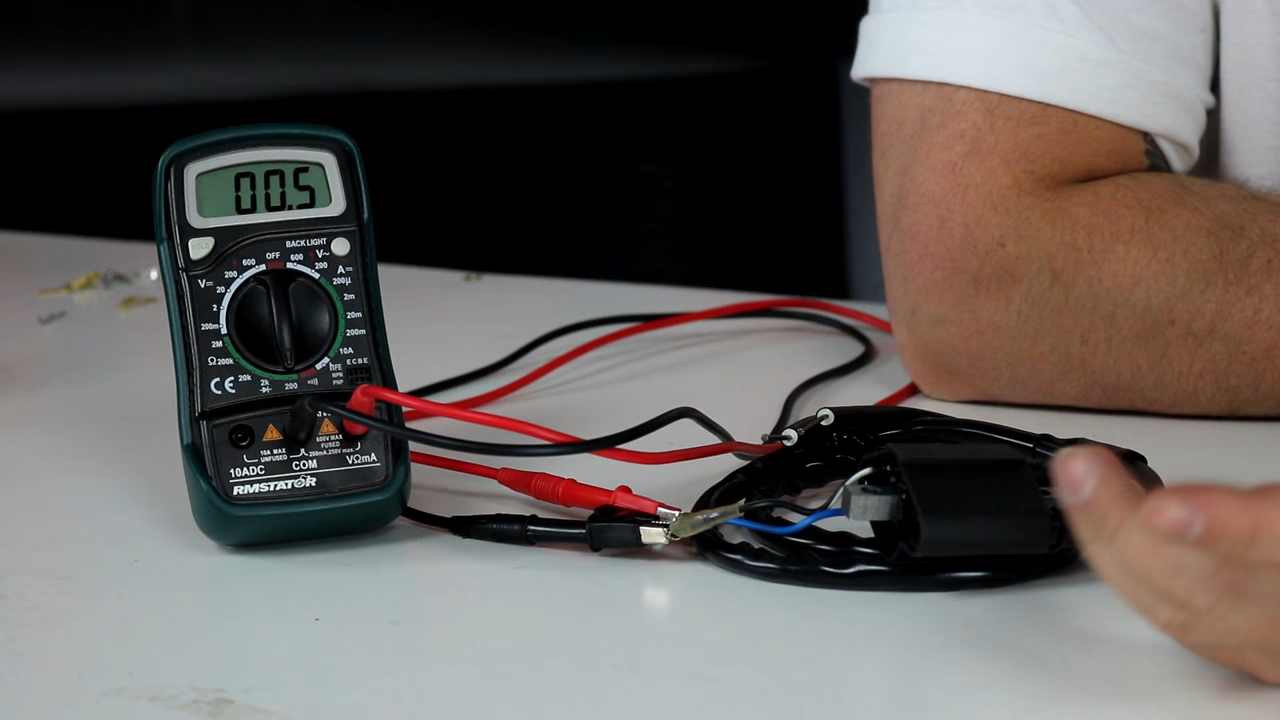 00.5
HOLD
BACK LIGHT
OFF
600
600
V~
200
200
A=
V=
20
200µ
2
2m
200m
20m
2M
200m
Ω
200k
10A
20k
2k
200
hFE
NPN
PNP
E C B E
CE
10A MAX
UNFUSED
600V MAX
FUSED
200mA,250V max.
10ADC
COM
VΩmA
RMSTATOR